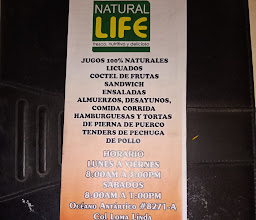 NATURAL
LIFE
fresco, nutritivo y delicioso
JUGOS 100% NATURALES
LICUADOS
COCTEL DE FRUTAS
SANDWICH
ENSALADAS
ALMUERZOS, DESAYUNOS,
COMIDA CORRIDA
HAMBURGUESAS Y TORTAS
DE PIERNA DE PUERCO
TENDERS DE PECHUGA
DE POLLO
HORARIO
LUNES A VIERNES
8:00AM A 4:00PM
SABADOS
8:00AM A 1:00PM
Océano Antártico #8271-A
Col. Loma Linda